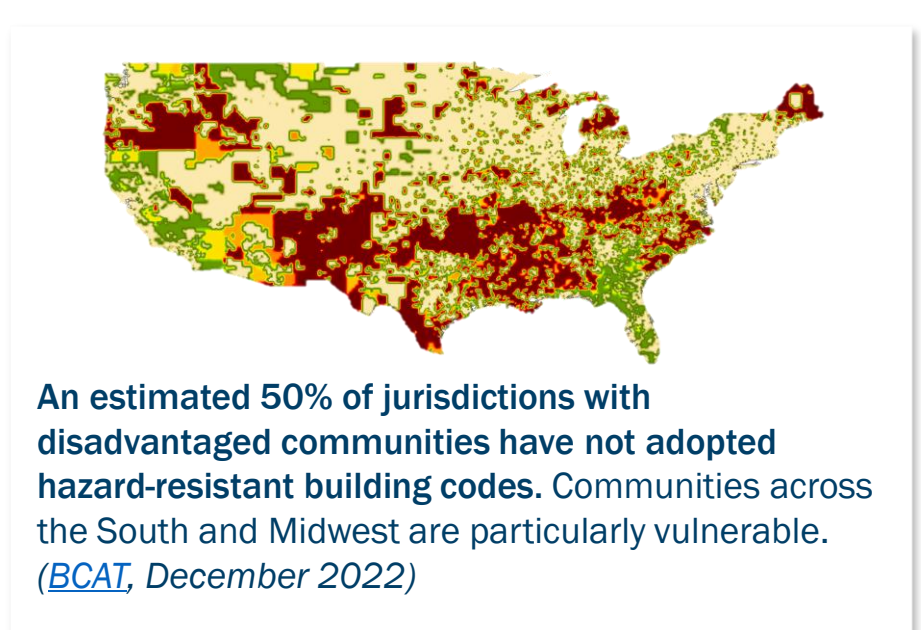 An estimated 50% of jurisdictions with
disadvantaged communities have not adopted
hazard-resistant building codes. Communities across
the South and Midwest are particularly vulnerable.
(BCAT, December 2022)